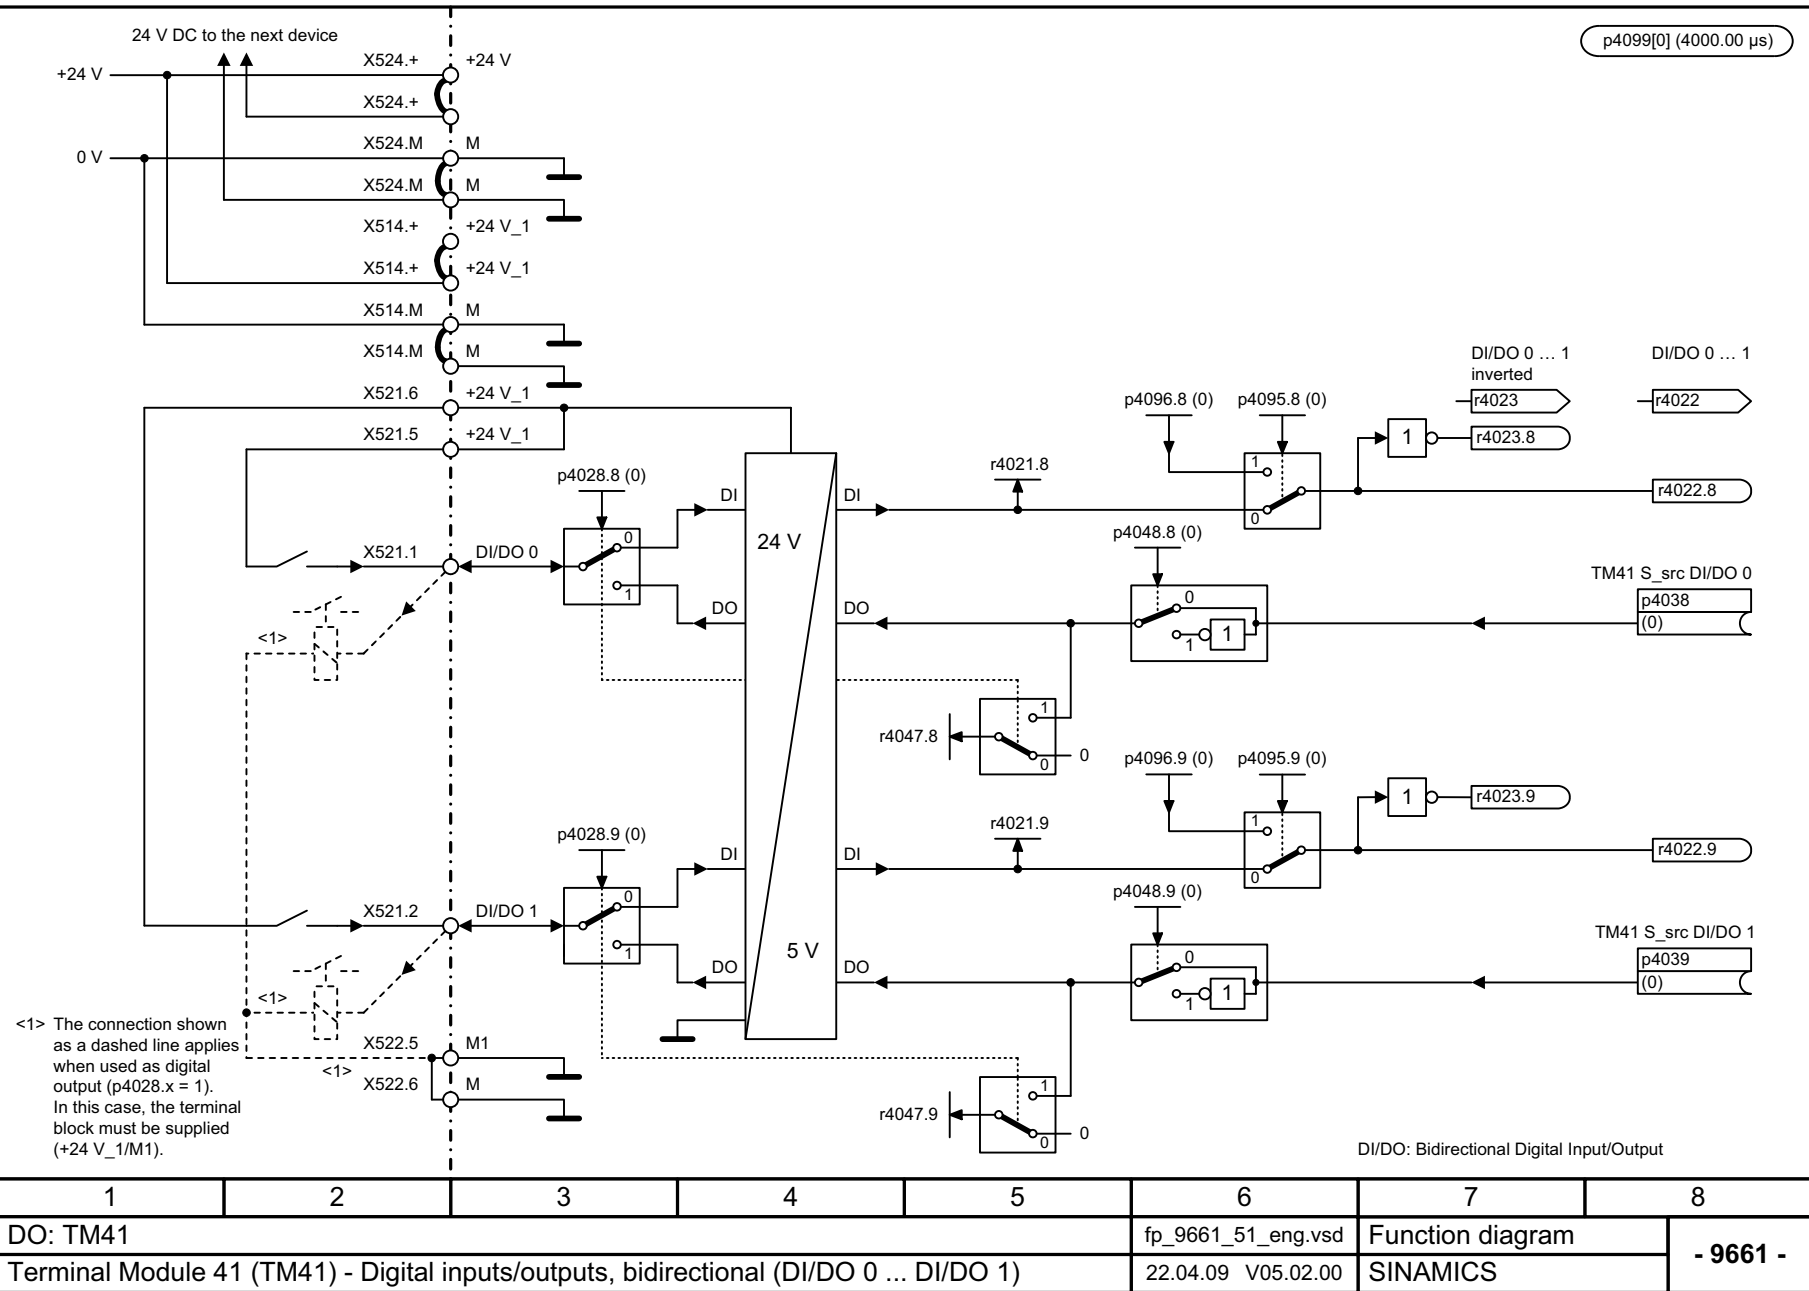 24 V DC to the next device
p4099[0] (4000.00 µs)
+24 V
X524.+
+24 V
X524.+
0 V
X524.M
M
X524.M
M
X514.+
+24 V_1
X514.+
+24 V_1
X514.M
M
X514.M
M
X521.6
+24 V_1
X521.5
+24 V_1
DI/DO 0 … 1
inverted
DI/DO 0 … 1
r4023
r4022
p4096.8 (0)
p4095.8 (0)
1
r4023.8
1
0
r4022.8
p4028.8 (0)
r4021.8
DI
DI
24 V
X521.1
DI/DO 0
0
1
DO
DO
p4048.8 (0)
0
1
1
TM41 S_src DI/DO 0
p4038
(0)
<1>
r4047.8
1
0
0
p4096.9 (0)
p4095.9 (0)
1
r4023.9
1
0
r4022.9
p4028.9 (0)
r4021.9
DI
DI
X521.2
DI/DO 1
0
1
5 V
DO
DO
p4048.9 (0)
0
1
1
TM41 S_src DI/DO 1
p4039
(0)
<1>
<1> The connection shown
as a dashed line applies
when used as digital
output (p4028.x = 1).
In this case, the terminal
block must be supplied
(+24 V_1/M1).
<1>
X522.5
M1
X522.6
M
r4047.9
1
0
0
DI/DO: Bidirectional Digital Input/Output
1 2 3 4 5 6 7 8
DO: TM41
fp_9661_51_eng.vsd
Function diagram
- 9661 -
Terminal Module 41 (TM41) - Digital inputs/outputs, bidirectional (DI/DO 0 ... DI/DO 1)
22.04.09 V05.02.00
SINAMICS